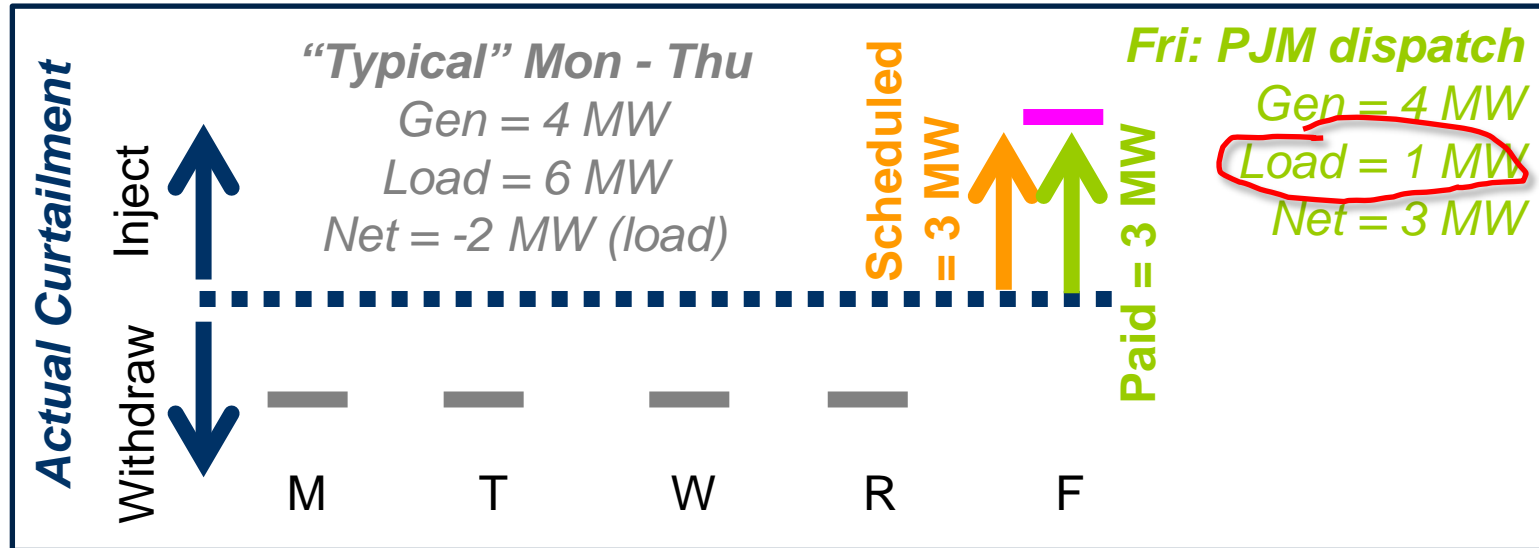 Actual Curtailment
Inject
Withdraw
“Typical” Mon - Thu
Gen = 4 MW
Load = 6 MW
Net = -2 MW (load)
Scheduled
= 3 MW
Paid = 3 MW
Fri: PJM dispatch
Gen = 4 MW
Load = 1 MW
Net = 3 MW
M T W R F